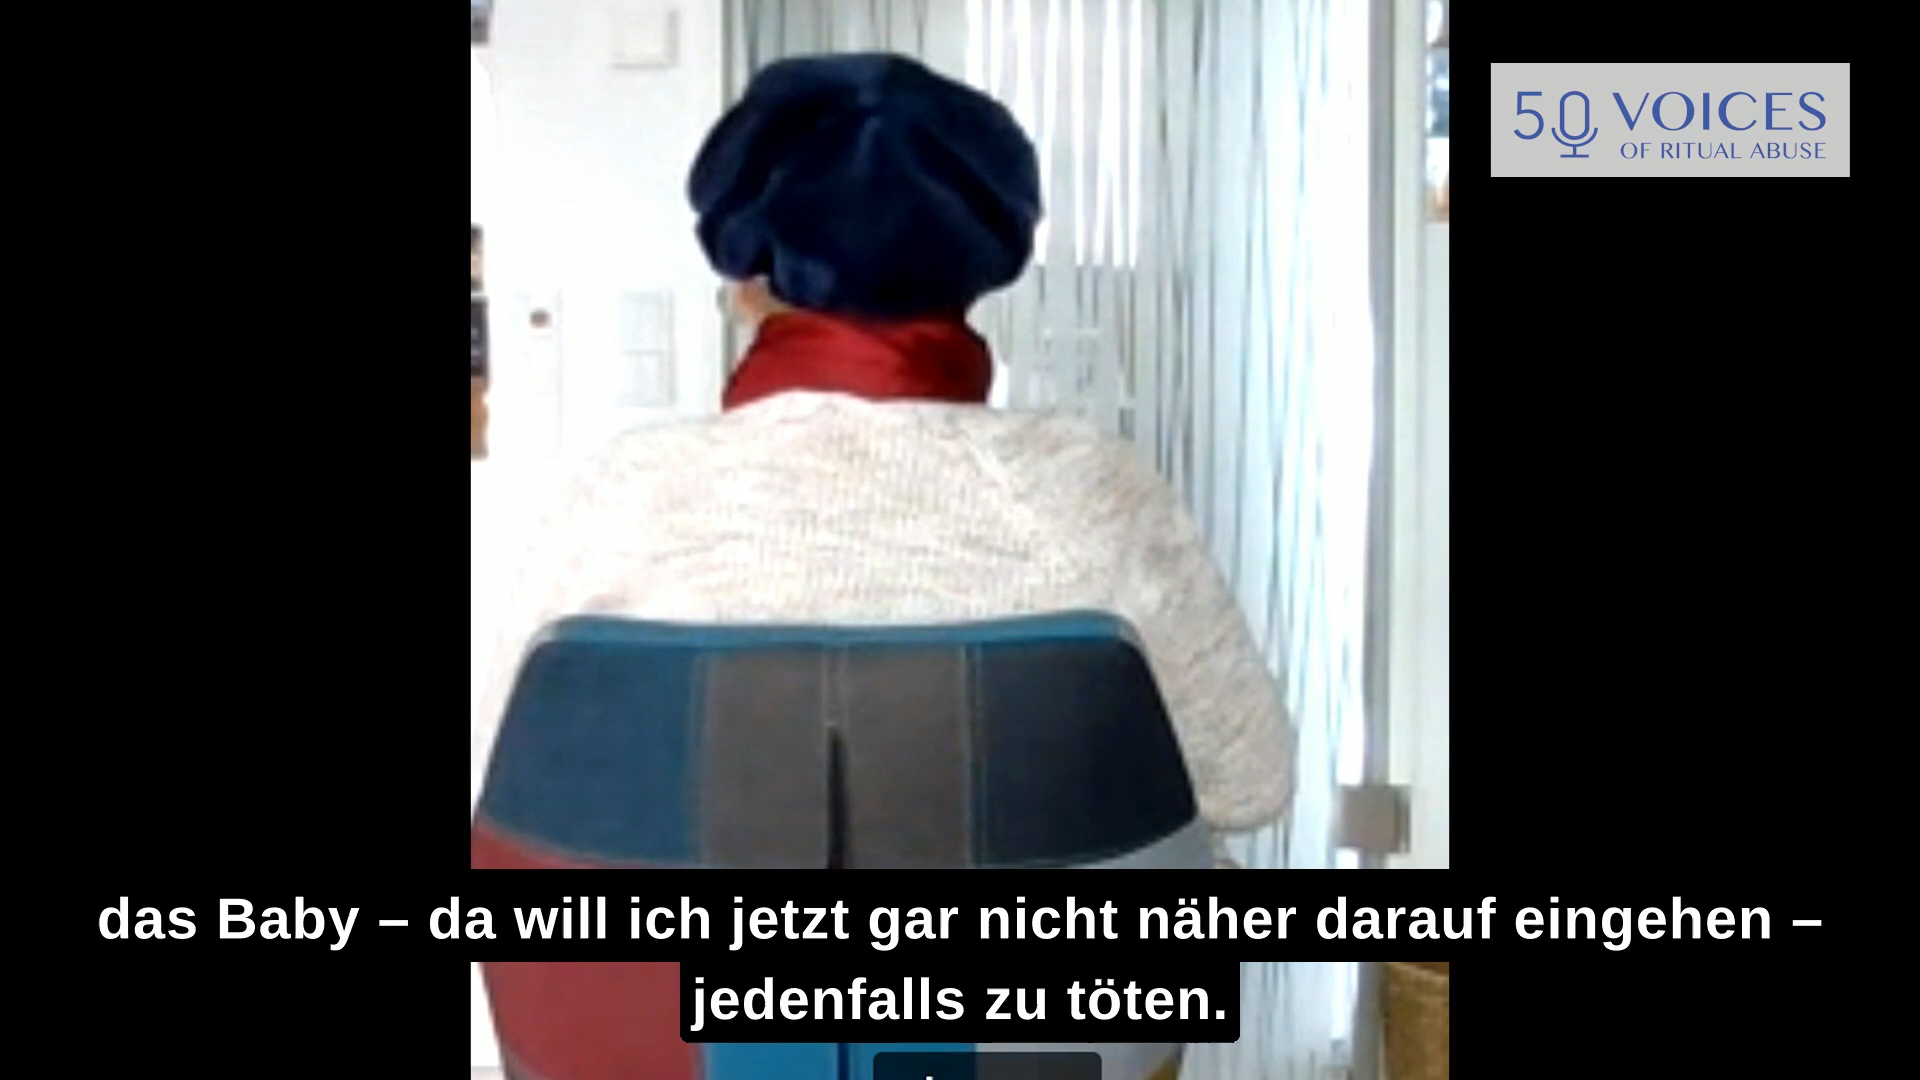 50 VOICES
OF RITUAL ABUSE
das Baby – da will ich jetzt gar nicht näher darauf eingehen –
jedenfalls zu töten.